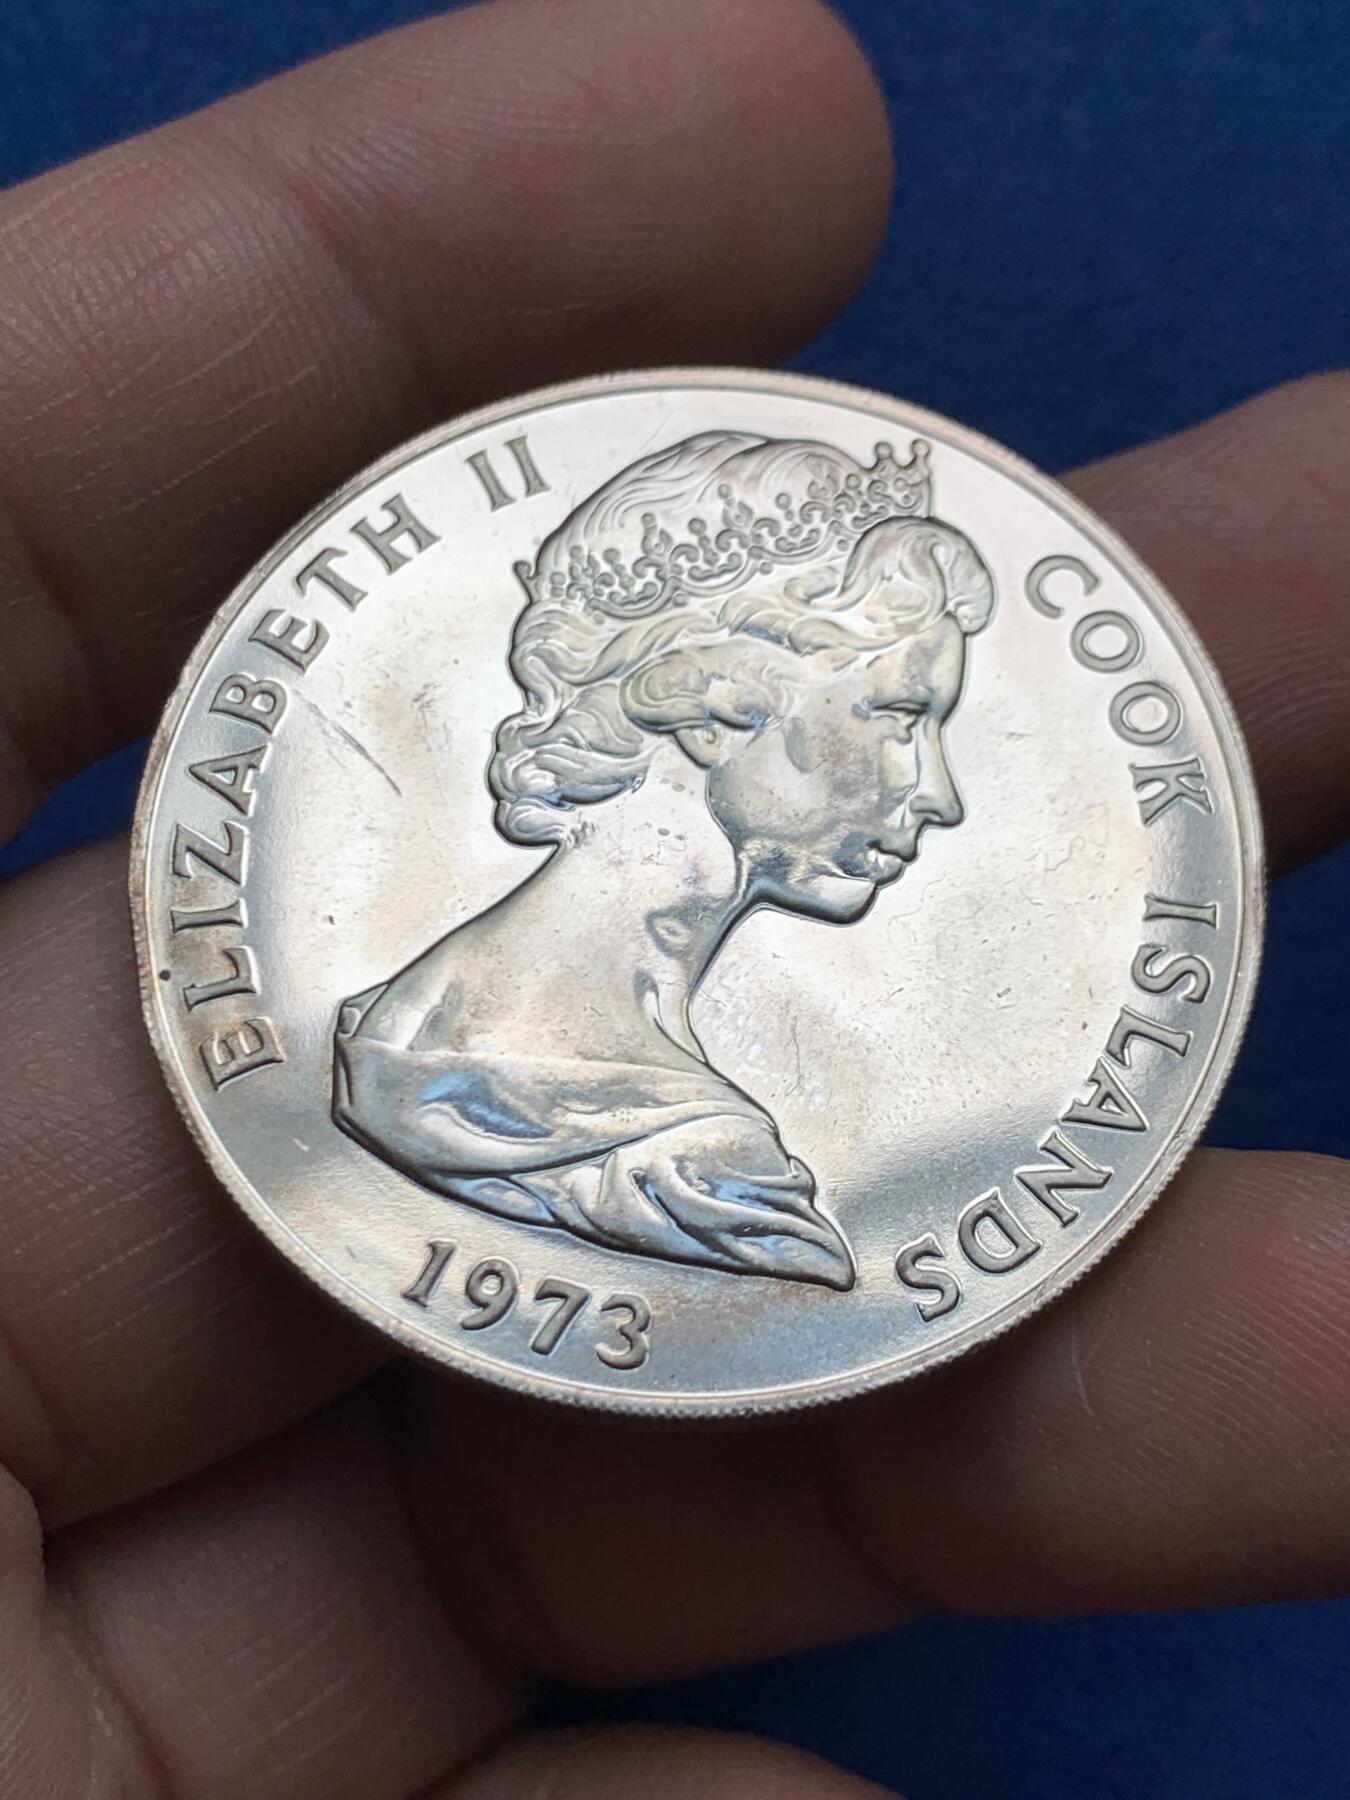 ELIZABETH II
COOK ISLANDS
1973